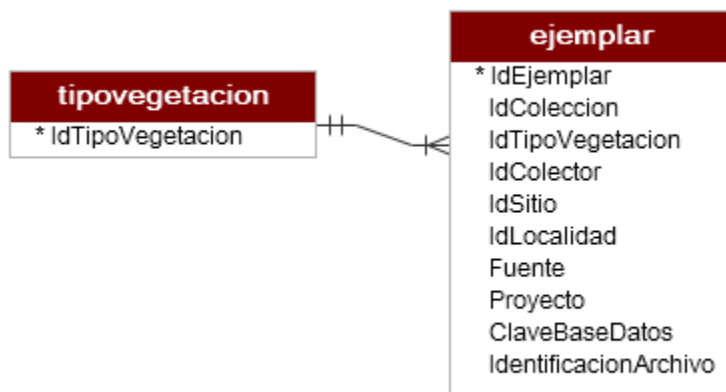 tipovegetacion
* IdTipoVegetacion
ejemplar
* IdEjemplar
IdColeccion
IdTipoVegetacion
IdColector
IdSitio
IdLocalidad
Fuente
Proyecto
ClaveBaseDatos
IdentificacionArchivo